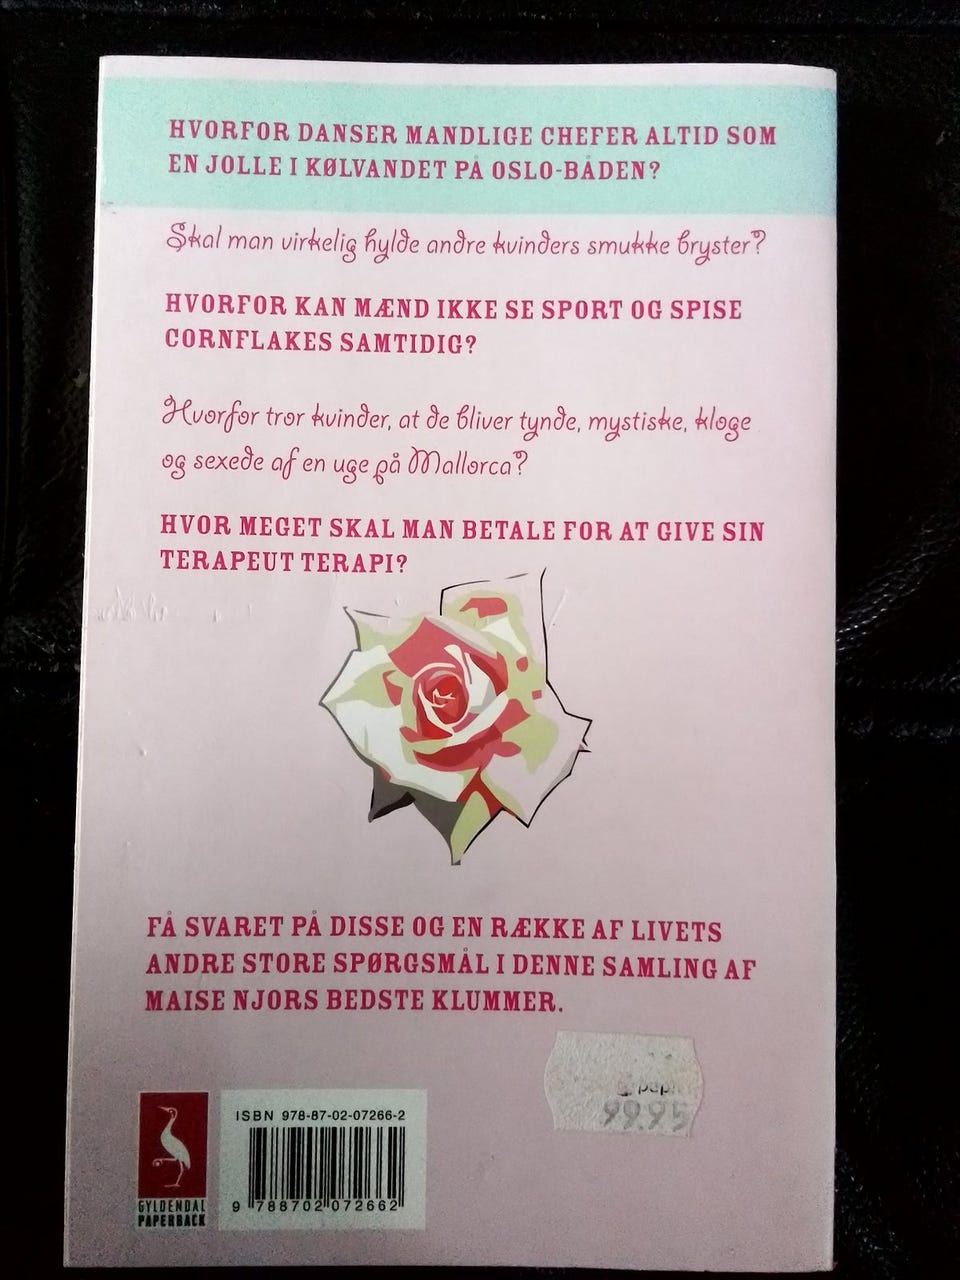 HVORFOR DANSER MANDLIGE CHEFER ALTID SOM
EN JOLLE I KØLVANDET PÅ OSLO-BÅDEN?
Skal man virkelig hylde andre kvinders smukke bryster?
HVORFOR KAN MÆND IKKE SE SPORT OG SPISE
CORNFLAKES SAMTIDIG?
Hvorfor tror kvinder, at de bliver tynde, mystiske, kloge
og sexede af en uge på Mallorca?
HVOR MEGET SKAL MAN BETALE FOR AT GIVE SIN
TERAPEUT TERAPI?
FÅ SVARET PÅ DISSE OG EN RÆKKE AF LIVETS
ANDRE STORE SPØRGSMÅL I DENNE SAMLING AF
MAISE NJORS BEDSTE KLUMMER.
99.95
ISBN 978-87-02-07266-2
9 788702 072662
GYLDENDAL
PAPERBACK